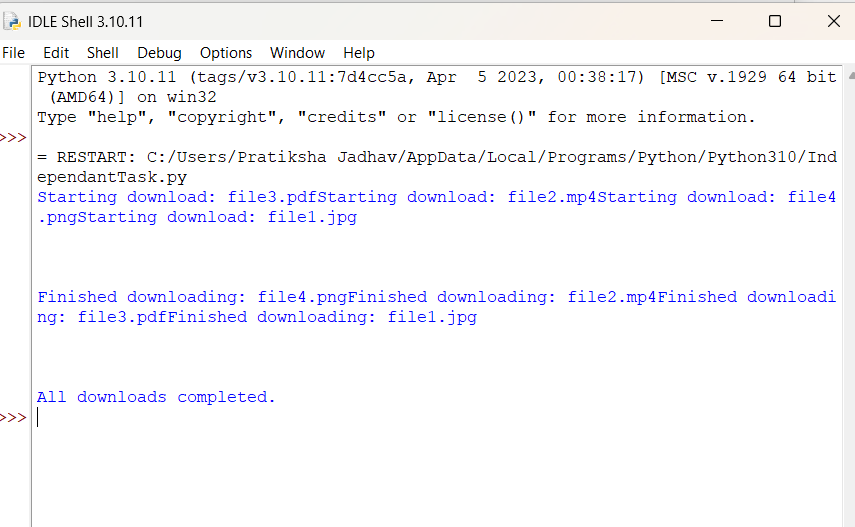 IDLE Shell 3.10.11
File Edit Shell Debug Options Window Help
Python 3.10.11 (tags/v3.10.11:7d4cc5a, Apr  5 2023, 00:38:17) [MSC v.1929 64 bit
 (AMD64)] on win32
Type "help", "copyright", "credits" or "license()" for more information.
>>>
= RESTART: C:/Users/Pratiksha Jadhav/AppData/Local/Programs/Python/Python310/Ind
ependantTask.py
Starting download: file3.pdfStarting download: file2.mp4Starting download: file4
.pngStarting download: file1.jpg
Finished downloading: file4.pngFinished downloading: file2.mp4Finished downloadi
ng: file3.pdfFinished downloading: file1.jpg
All downloads completed.
>>>